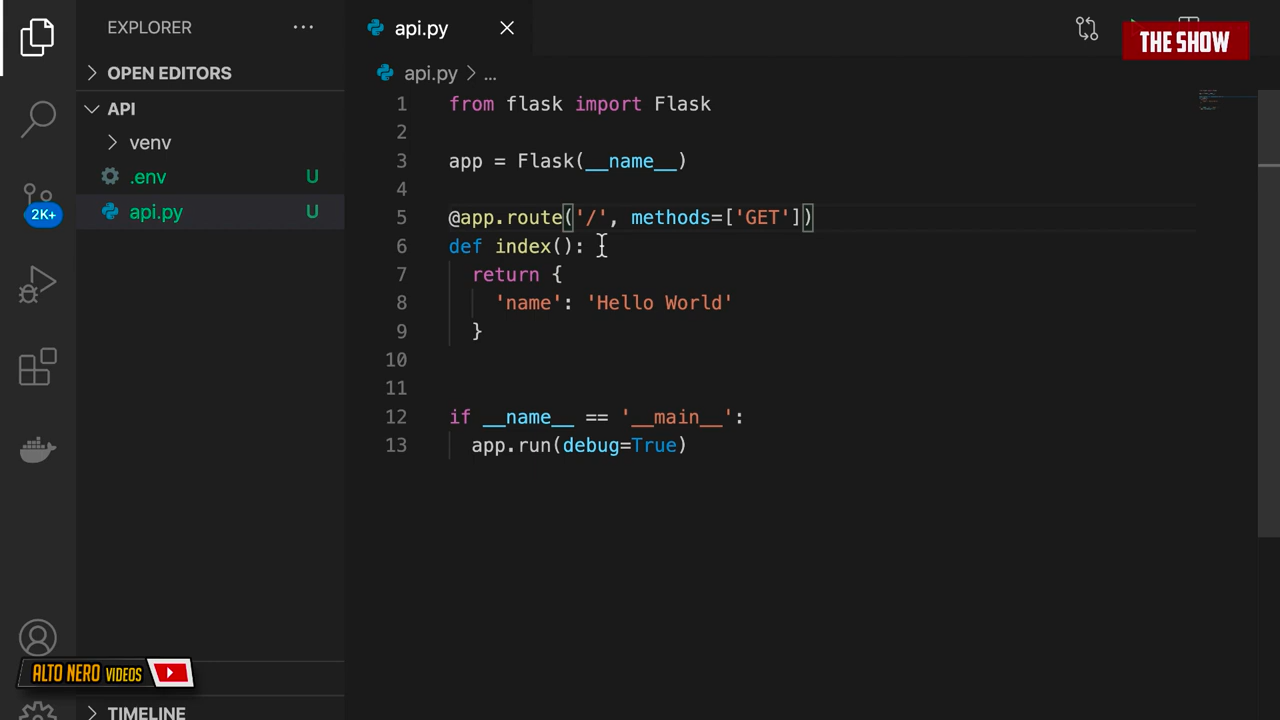 EXPLORER
OPEN EDITORS
API
venv
.env U
api.py U
2K+
TIMELINE
api.py
api.py > ...
1 from flask import Flask
2
3 app = Flask(__name__)
4
5 @app.route('/', methods=['GET'])
6 def index():
7 return {
8 'name': 'Hello World'
9 }
10
11
12 if __name__ == '__main__':
13 app.run(debug=True)
THE SHOW
ALTO NERO VIDEOS